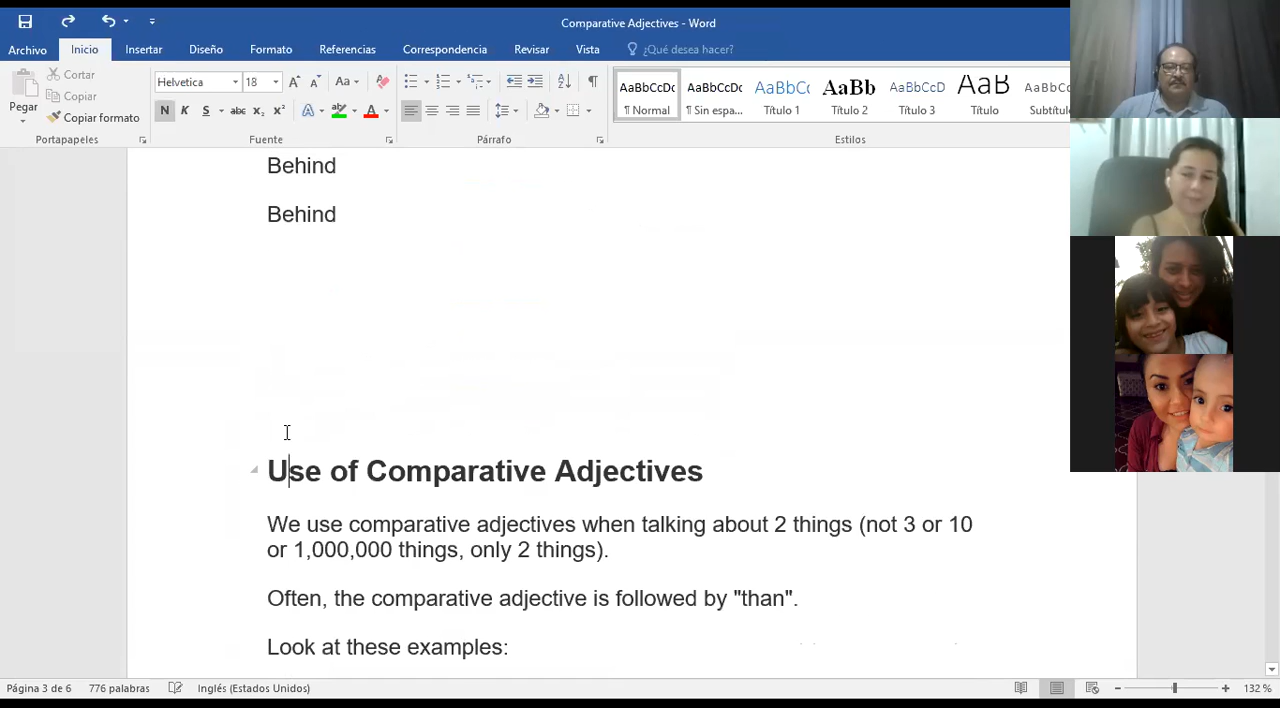 Comparative Adjectives - Word
Archivo Inicio Insertar Diseño Formato Referencias Correspondencia Revisar Vista ¿Qué desea hacer?
Pegar
Cortar
Copiar
Copiar formato
Portapapeles
Helvetica 18
Fuente
Párrafo
AaBbCcDc AaBbCcDc AaBbCc AaBb AaBbCcD AaB AaBbCc
¶ Normal ¶ Sin espa... Título 1 Título 2 Título 3 Título Subtítul
Estilos
Behind
Behind
Use of Comparative Adjectives
We use comparative adjectives when talking about 2 things (not 3 or 10
or 1,000,000 things, only 2 things).
Often, the comparative adjective is followed by "than".
Look at these examples:
Página 3 de 6 776 palabras Inglés (Estados Unidos) 132 %